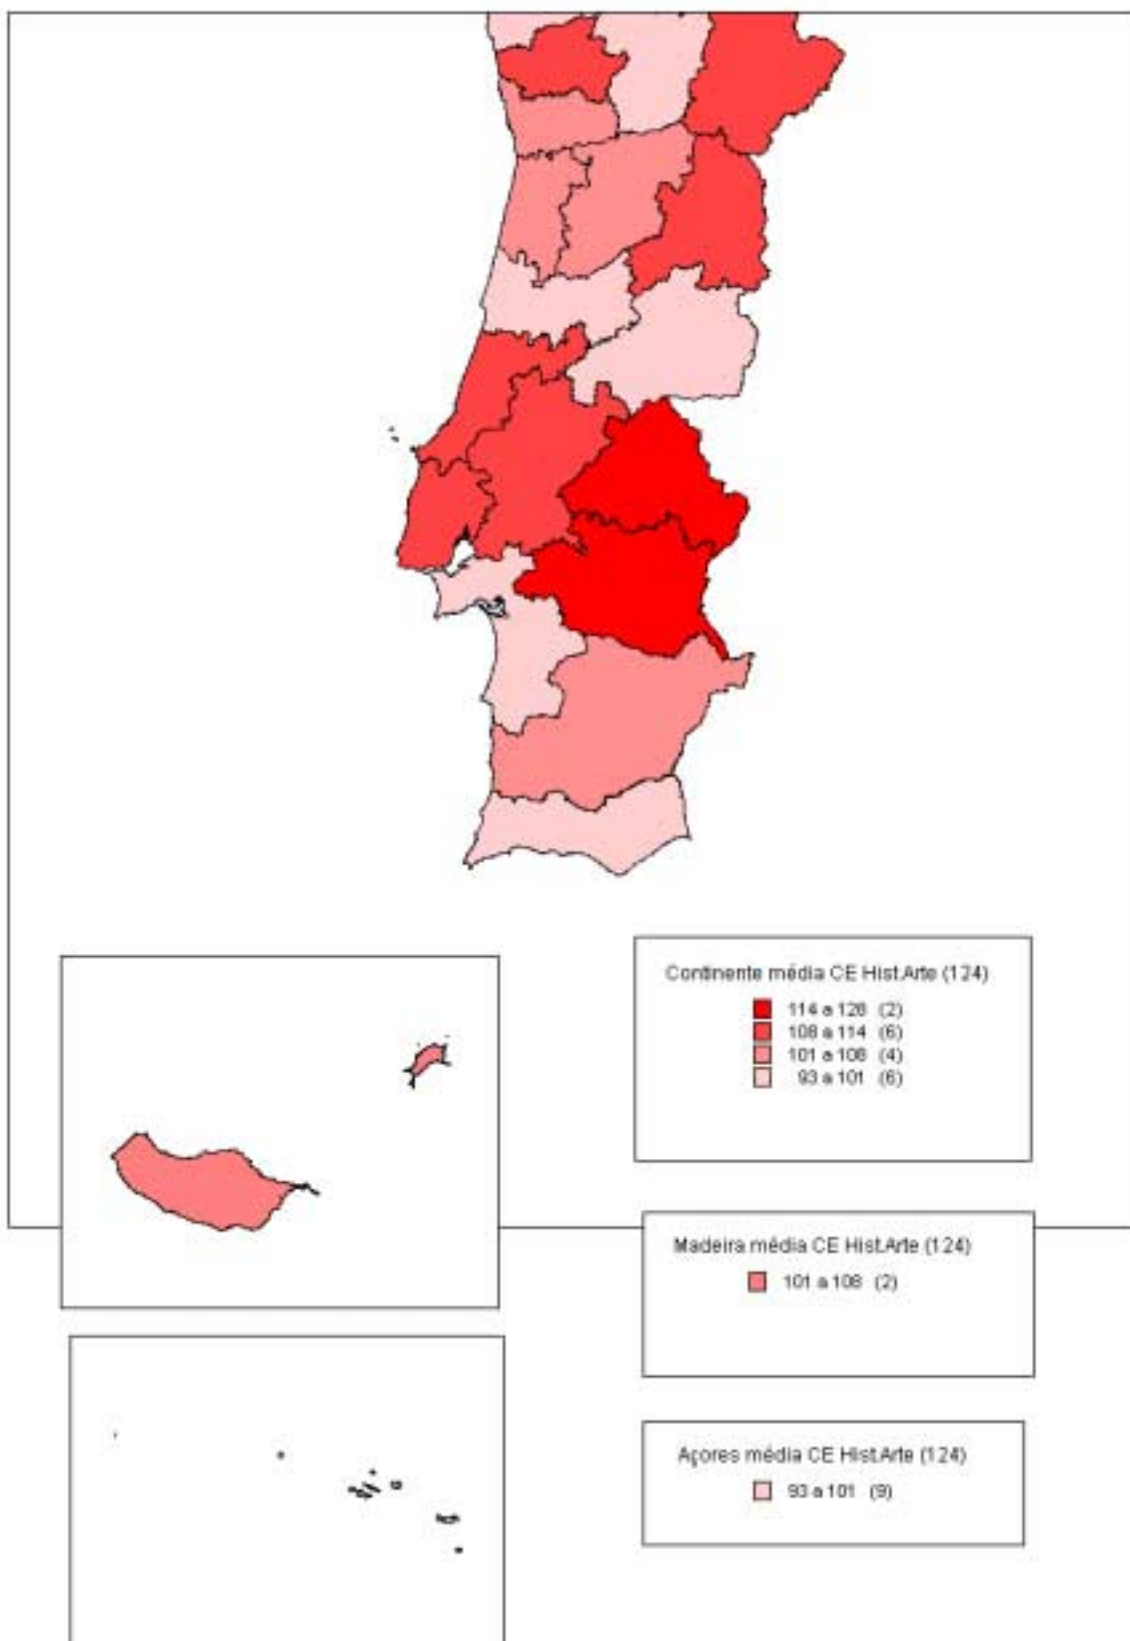 Continente média CE Hist.Arte (124)
114 a 128 (2)
108 a 114 (6)
101 a 108 (4)
93 a 101 (6)
Madeira média CE Hist.Arte (124)
101 a 108 (2)
Açores média CE Hist.Arte (124)
93 a 101 (9)